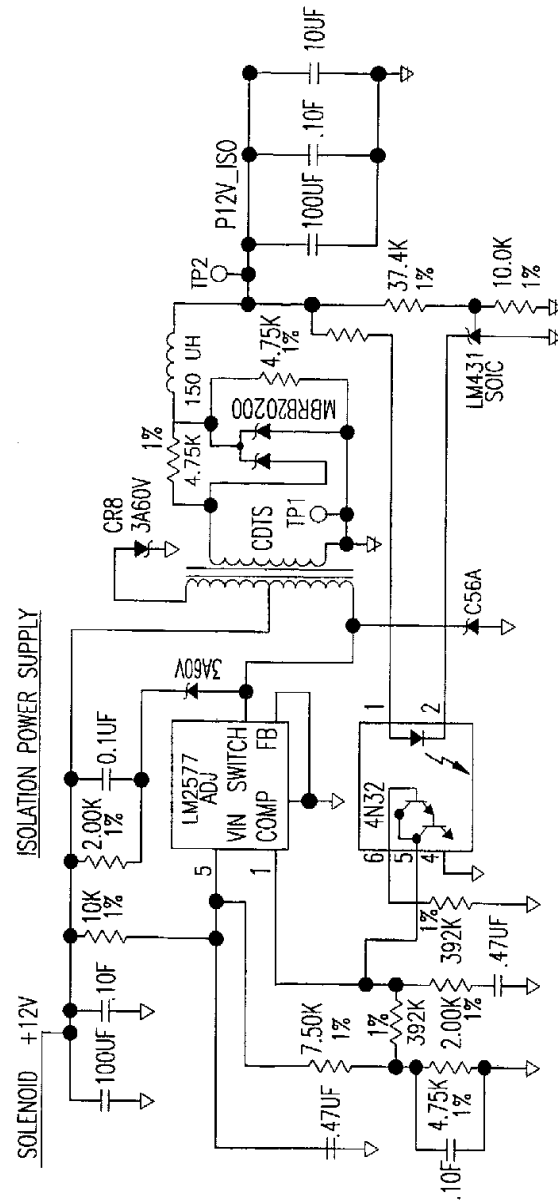 ISOLATION POWER SUPPLY
SOLENOID +12V
100UF
.10F
10K
1%
2.00K
1%
0.1UF
3A60V
CR8
3A60V
1%
4.75K
150 UH
4.75K
1%
MBRB20200
CDTS
TP1
TP2
P12V_ISO
100UF
.10F
10UF
LM2577
ADJ
VIN SWITCH
COMP FB
5
1
C56A
37.4K
1%
10.0K
1%
LM431
SOIC
4N32
6
5
4
1
2
1%
392K
.47UF
7.50K
1%
1%
392K
2.00K
1%
.47UF
4.75K
1%
.10F